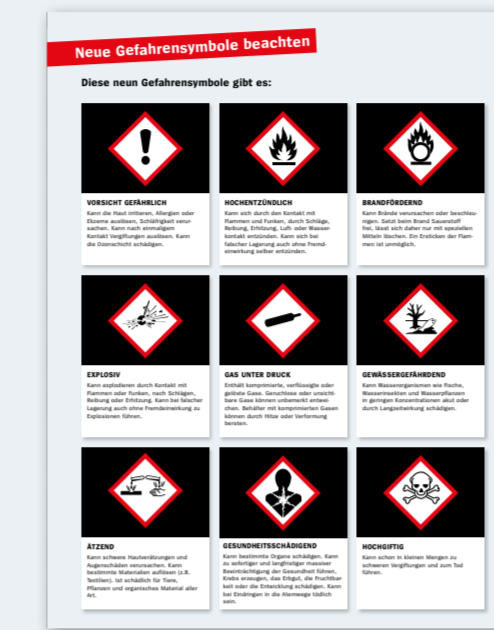 Neue Gefahrensymbole beachten
Diese neun Gefahrensymbole gibt es:
VORSICHT GEFÄHRLICH
Kann die Haut irritieren, Allergien oder
Ekzeme auslösen, Schläfrigkeit verur-
sachen. Kann nach einmaligem
Kontakt Vergiftungen auslösen. Kann
die Ozonschicht schädigen.
HOCHENTZÜNDLICH
Kann sich durch den Kontakt mit
Flammen und Funken, durch Schläge,
Reibung, Erhitzung, Luft- oder Wasser-
kontakt entzünden. Kann sich bei
falscher Lagerung auch ohne Fremd-
einwirkung selber entzünden.
BRANDFÖRDERND
Kann Brände verursachen oder beschleu-
nigen. Setzt beim Brand Sauerstoff
frei, lässt sich daher nur mit speziellen
Mitteln löschen. Ein Ersticken der Flam-
men ist unmöglich.
EXPLOSIV
Kann explodieren durch Kontakt mit
Flammen oder Funken, nach Schlägen,
Reibung oder Erhitzung. Kann bei falscher
Lagerung auch ohne Fremdeinwirkung zu
Explosionen führen.
GAS UNTER DRUCK
Enthält komprimierte, verflüssigte oder
gelöste Gase. Geruchlose oder unsicht-
bare Gase können unbemerkt entwei-
chen. Behälter mit komprimierten Gasen
können durch Hitze oder Verformung
bersten.
GEWÄSSERGEFÄHRDEND
Kann Wasserorganismen wie Fische,
Wasserinsekten und Wasserpflanzen
in geringen Konzentrationen akut oder
durch Langzeitwirkung schädigen.
ÄTZEND
Kann schwere Hautverätzungen und
Augenschäden verursachen. Kann
bestimmte Materialien auflösen (z.B.
Textilien). Ist schädlich für Tiere,
Pflanzen und organisches Material aller
Art.
GESUNDHEITSSCHÄDIGEND
Kann bestimmte Organe schädigen. Kann
zu sofortiger und langfristiger massiver
Beeinträchtigung der Gesundheit führen,
Krebs erzeugen, das Erbgut, die Fruchtbar-
keit oder die Entwicklung schädigen. Kann
bei Eindringen in die Atemwege tödlich
sein.
HOCHGIFTIG
Kann schon in kleinen Mengen zu
schweren Vergiftungen und zum Tod
führen.